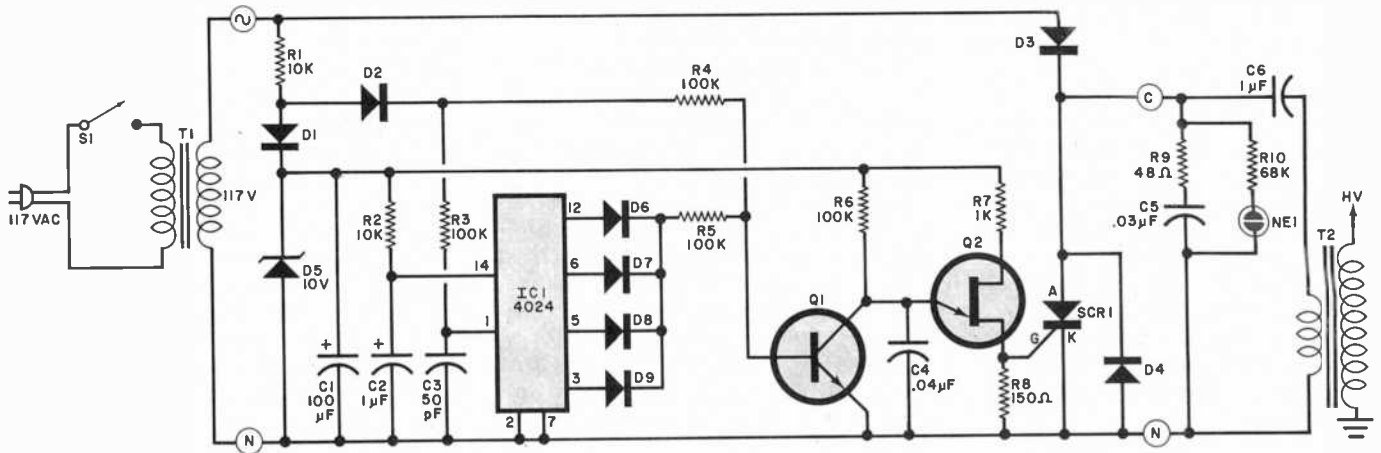 S1
117VAC
T1
117V
N
R1
10K
D1
D2
D5
10V
C1
100
µF
R2
10K
C2
1µF
R3
100K
C3
50
pF
14
1
IC1
4024
2
7
12
6
5
3
D6
D7
D8
D9
R4
100K
R5
100K
Q1
R6
100K
C4
.04µF
Q2
R7
1K
R8
150Ω
D3
A
SCR1
G
K
D4
C
N
R9
48Ω
C5
.03µF
R10
68K
NE1
C6
1µF
T2
HV
+
+